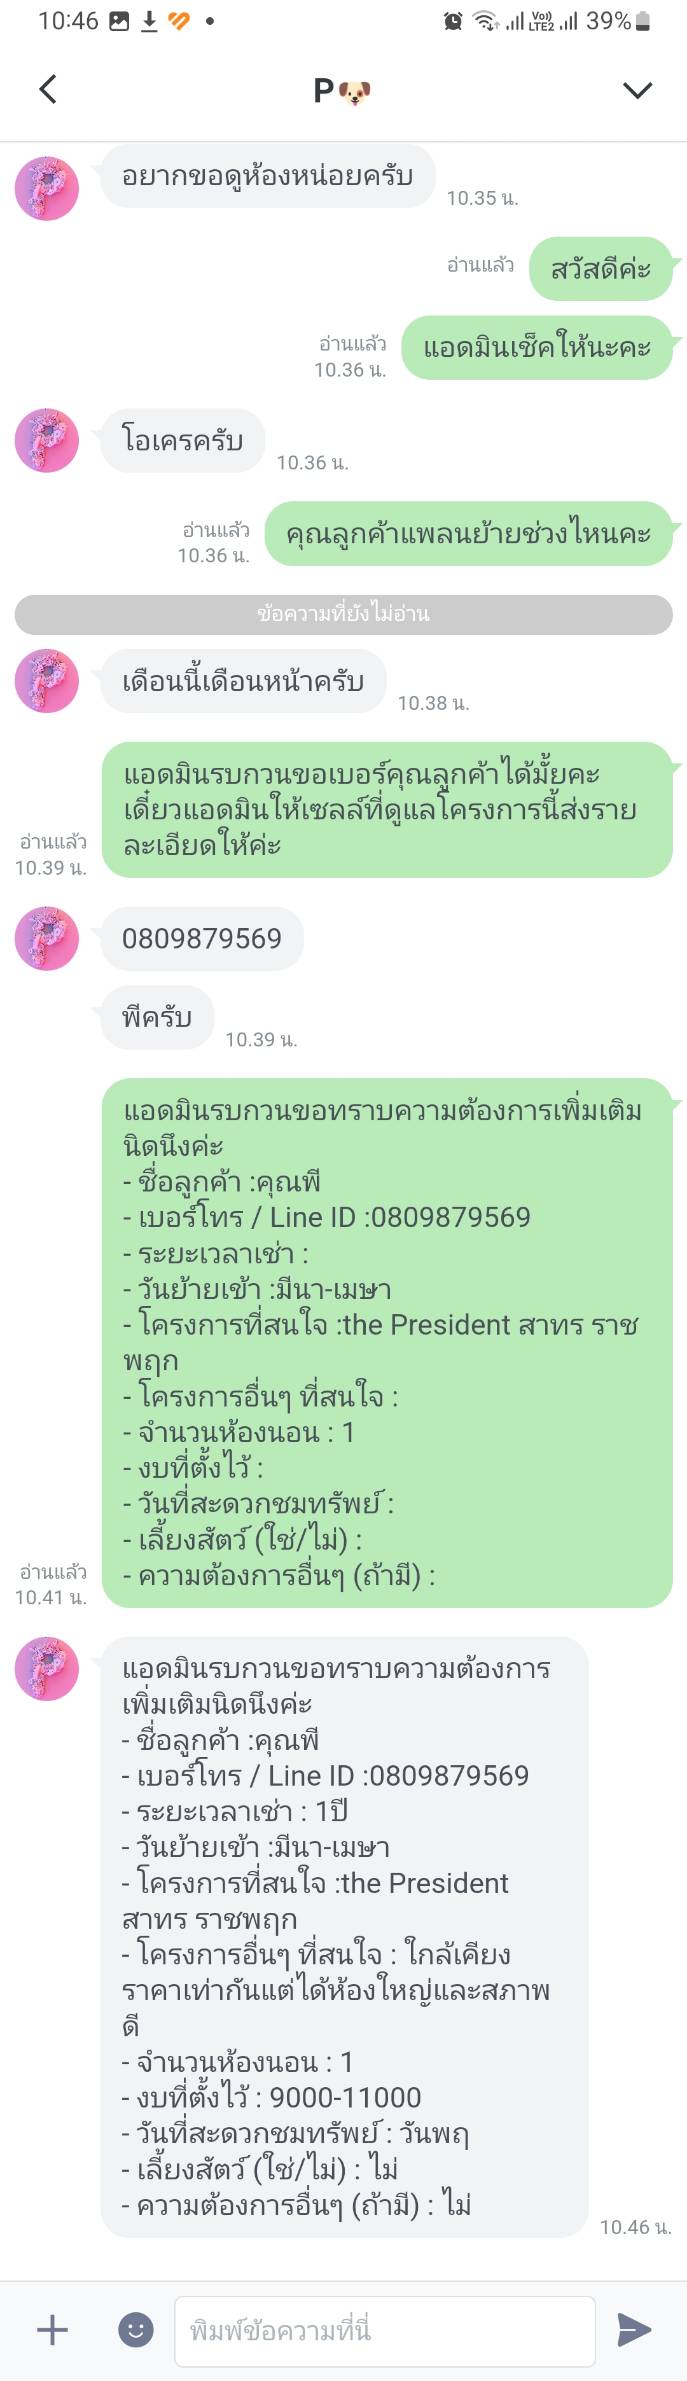 10:46
Vo))
LTE2
39%
P
อยากขอดูห้องหน่อยครับ
10.35 น.
อ่านแล้ว
สวัสดีค่ะ
แอดมินเช็คให้นะคะ
อ่านแล้ว
10.36 น.
โอเครครับ
10.36 น.
คุณลูกค้าแพลนย้ายช่วงไหนคะ
อ่านแล้ว
10.36 น.
ข้อความที่ยังไม่อ่าน
เดือนนี้เดือนหน้าครับ
10.38 น.
แอดมินรบกวนขอเบอร์คุณลูกค้าได้มั้ยคะ
เดี๋ยวแอดมินให้เซลล์ที่ดูแลโครงการนี้ส่งราย
ละเอียดให้ค่ะ
อ่านแล้ว
10.39 น.
0809879569
พีครับ
10.39 น.
แอดมินรบกวนขอทราบความต้องการเพิ่มเติม
นิดนึงค่ะ
- ชื่อลูกค้า :คุณพี
- เบอร์โทร / Line ID :0809879569
- ระยะเวลาเช่า :
- วันย้ายเข้า :มีนา-เมษา
- โครงการที่สนใจ :the President สาทร ราช
พฤก
- โครงการอื่นๆ ที่สนใจ :
- จำนวนห้องนอน : 1
- งบที่ตั้งไว้ :
- วันที่สะดวกชมทรัพย์ :
- เลี้ยงสัตว์ (ใช่/ไม่) :
- ความต้องการอื่นๆ (ถ้ามี) :
อ่านแล้ว
10.41 น.
แอดมินรบกวนขอทราบความต้องการ
เพิ่มเติมนิดนึงค่ะ
- ชื่อลูกค้า :คุณพี
- เบอร์โทร / Line ID :0809879569
- ระยะเวลาเช่า : 1ปี
- วันย้ายเข้า :มีนา-เมษา
- โครงการที่สนใจ :the President
สาทร ราชพฤก
- โครงการอื่นๆ ที่สนใจ : ใกล้เคียง
ราคาเท่ากันแต่ได้ห้องใหญ่และสภาพ
ดี
- จำนวนห้องนอน : 1
- งบที่ตั้งไว้ : 9000-11000
- วันที่สะดวกชมทรัพย์ : วันพฤ
- เลี้ยงสัตว์ (ใช่/ไม่) : ไม่
- ความต้องการอื่นๆ (ถ้ามี) : ไม่
10.46 น.
พิมพ์ข้อความที่นี่